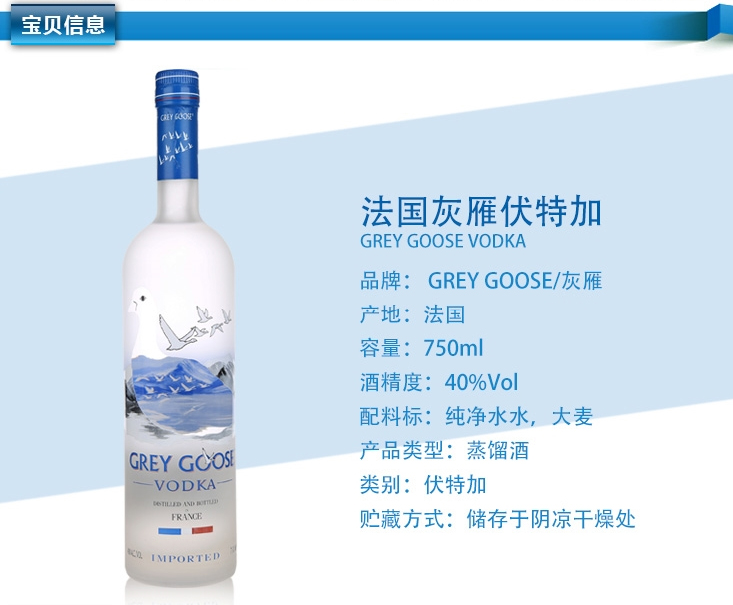 宝贝信息
GREY GOOSE
法国灰雁伏特加
GREY GOOSE VODKA
品牌： GREY GOOSE/灰雁
产地：法国
容量：750ml
酒精度：40%Vol
配料标：纯净水水，大麦
产品类型：蒸馏酒
类别：伏特加
贮藏方式：储存于阴凉干燥处
GREY GOOSE
VODKA
DISTILLED AND BOTTLED
FRANCE
IMPORTED